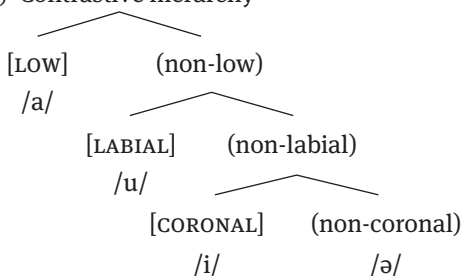 ) Contrastive hierarchy
[LOW] (non-low)
/a/
[LABIAL] (non-labial)
/u/
[CORONAL] (non-coronal)
/i/ /ə/